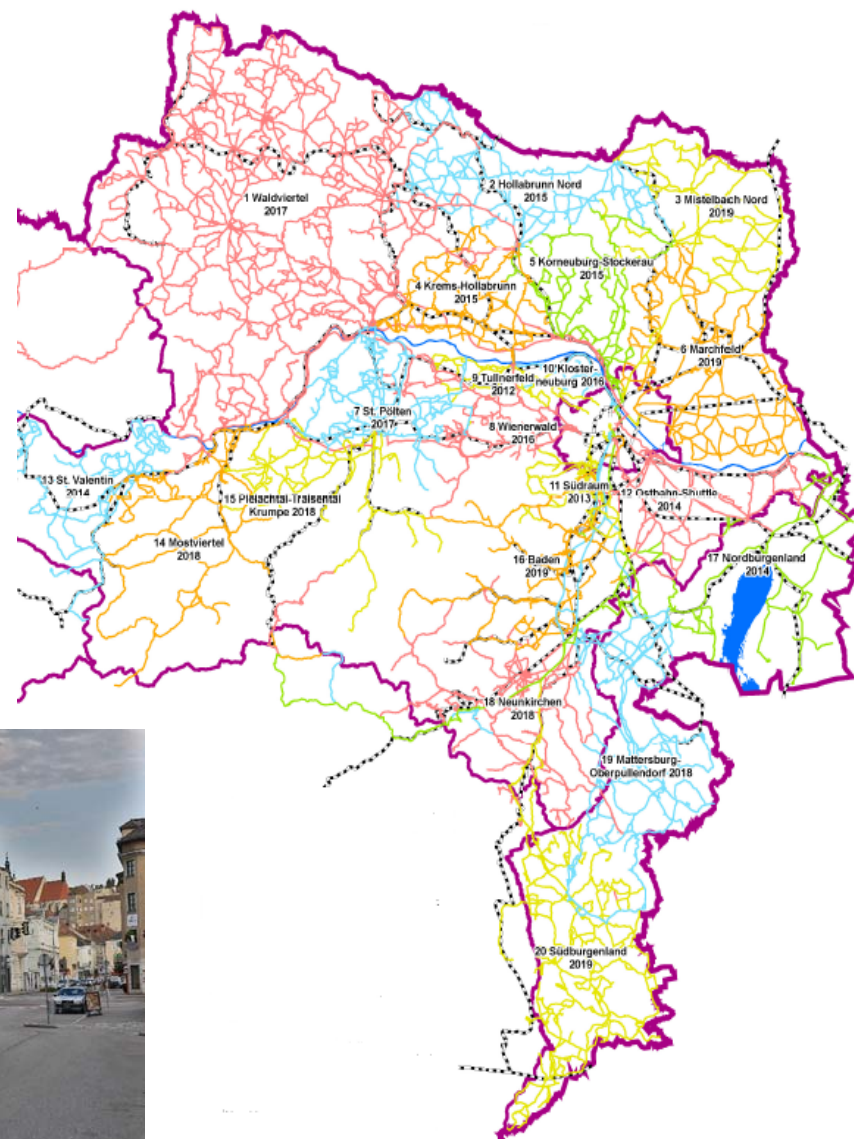 1 Waldviertel
2017
2 Hollabrunn Nord
2015
3 Mistelbach Nord
2019
4 Krems-Hollabrunn
2015
5 Korneuburg-Stockerau
2015
6 Marchfeld
2019
7 St. Pölten
2017
8 Wienerwald
2016
9 Tullnerfeld
2012
10 Kloster-
neuburg 2016
11 Südraum
2013
12 Ostbahn-Shuttle
2014
13 St. Valentin
2014
14 Mostviertel
2018
15 Pielachtal-Traisental
Krumpe 2018
16 Baden
2019
17 Nordburgenland
2014
18 Neunkirchen
2018
19 Mattersburg-
Oberpullendorf 2018
20 Südburgenland
2019